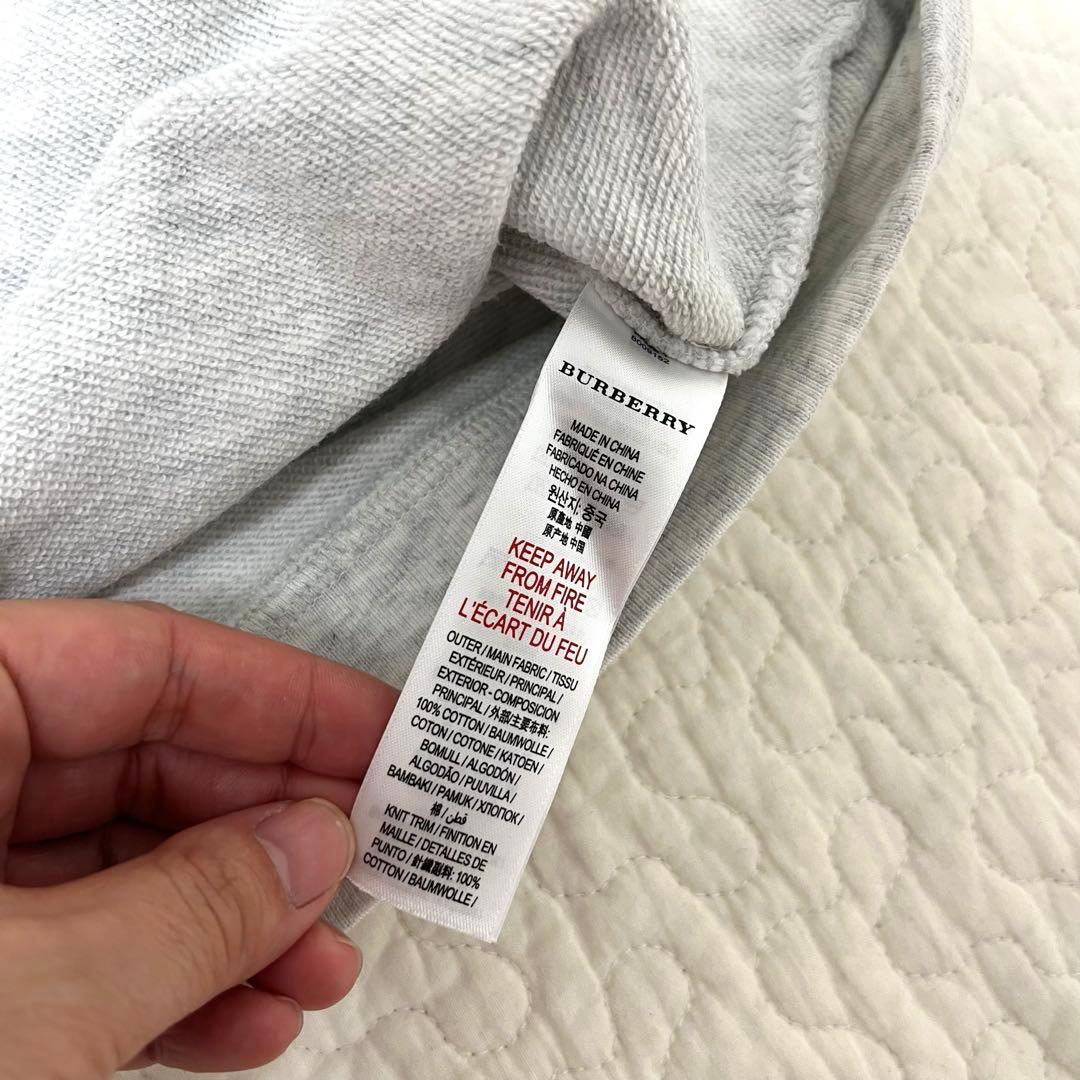 8009152
BURBERRY
MADE IN CHINA
FABRIQUÉ EN CHINE
FABRICADO NA CHINA
HECHO EN CHINA
원산지: 중국
原產地 中國
原产地 中国
KEEP AWAY
FROM FIRE
TENIR À
L'ÉCART DU FEU
OUTER / MAIN FABRIC / TISSU
EXTÉRIEUR / PRINCIPAL /
EXTERIOR - COMPOSICION
PRINCIPAL / 外部/主要布料:
100% COTTON / BAUMWOLLE /
COTON / COTONE / KATOEN /
BOMULL / ALGODÓN /
ALGODÃO / PUUVILLA /
BAMBAKI / PAMUK / ХЛОПОК /
棉 / قطن /
KNIT TRIM / FINITION EN
MAILLE / DETALLES DE
PUNTO / 針織副料: 100%
COTTON / BAUMWOLLE /